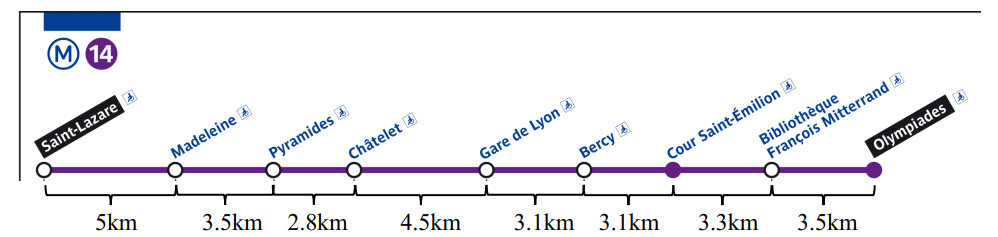 M 14
Saint-Lazare
Madeleine
Pyramides
Châtelet
Gare de Lyon
Bercy
Cour Saint-Émilion
Bibliothèque
François Mitterrand
Olympiades
5km 3.5km 2.8km 4.5km 3.1km 3.1km 3.3km 3.5km